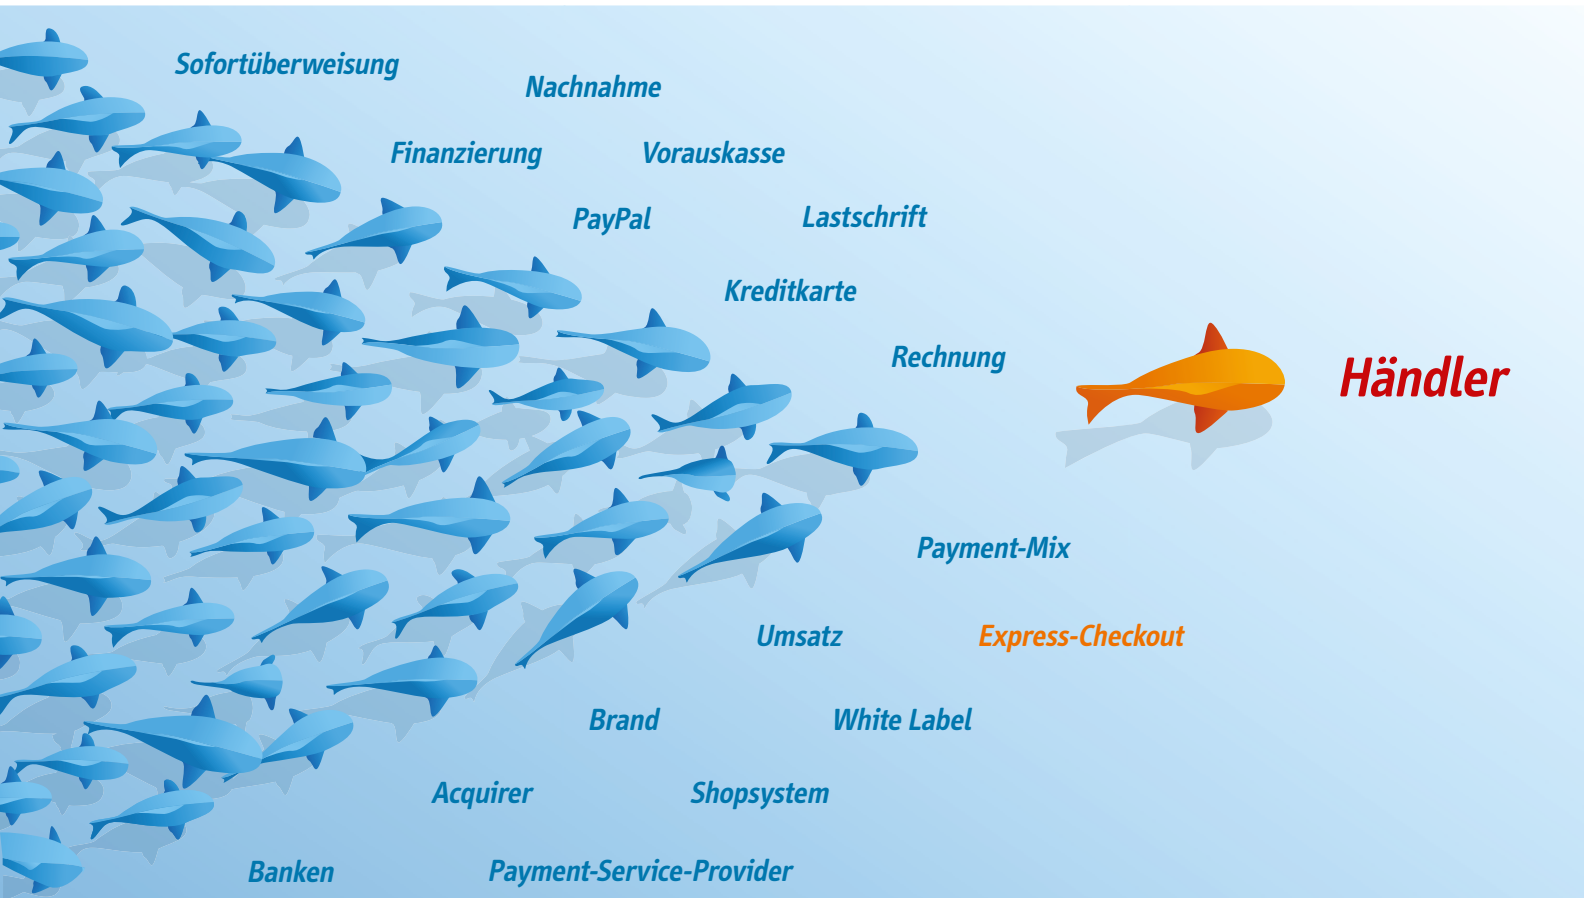 Sofortüberweisung
Nachnahme
Finanzierung
Vorauskasse
PayPal
Lastschrift
Kreditkarte
Rechnung
Händler
Payment-Mix
Umsatz
Express-Checkout
Brand
White Label
Acquirer
Shopsystem
Banken
Payment-Service-Provider